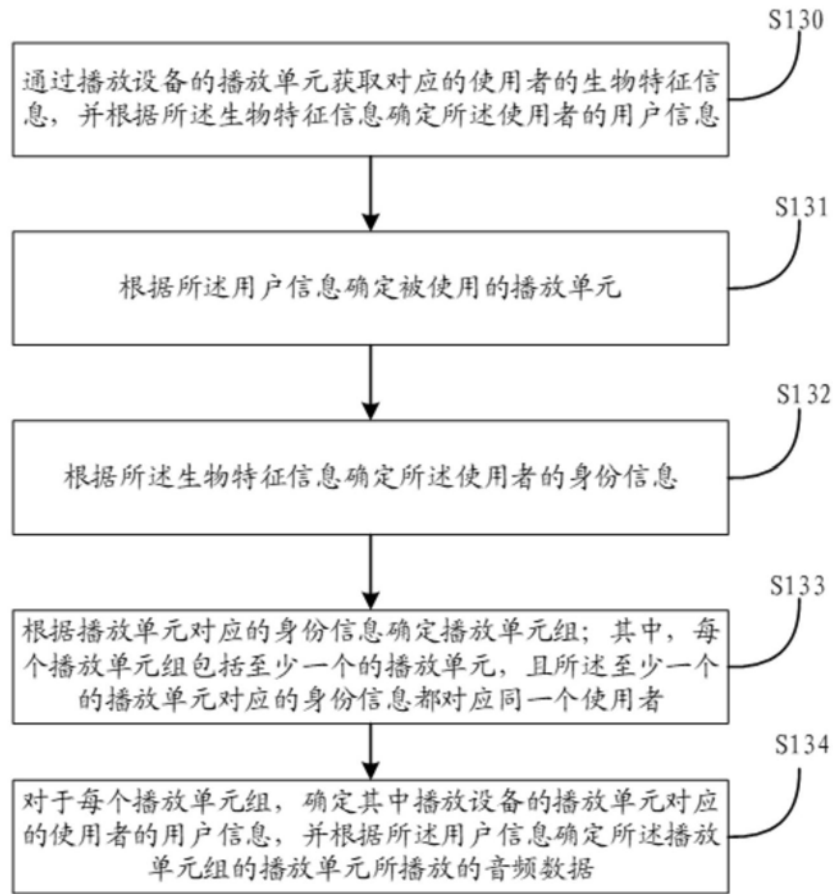 S130
通过播放设备的播放单元获取对应的使用者的生物特征信
息，并根据所述生物特征信息确定所述使用者的用户信息
S131
根据所述用户信息确定被使用的播放单元
S132
根据所述生物特征信息确定所述使用者的身份信息
S133
根据播放单元对应的身份信息确定播放单元组；其中，每
个播放单元组包括至少一个的播放单元，且所述至少一个
的播放单元对应的身份信息都对应同一个使用者
S134
对于每个播放单元组，确定其中播放设备的播放单元对应
的使用者的用户信息，并根据所述用户信息确定所述播放
单元组的播放单元所播放的音频数据